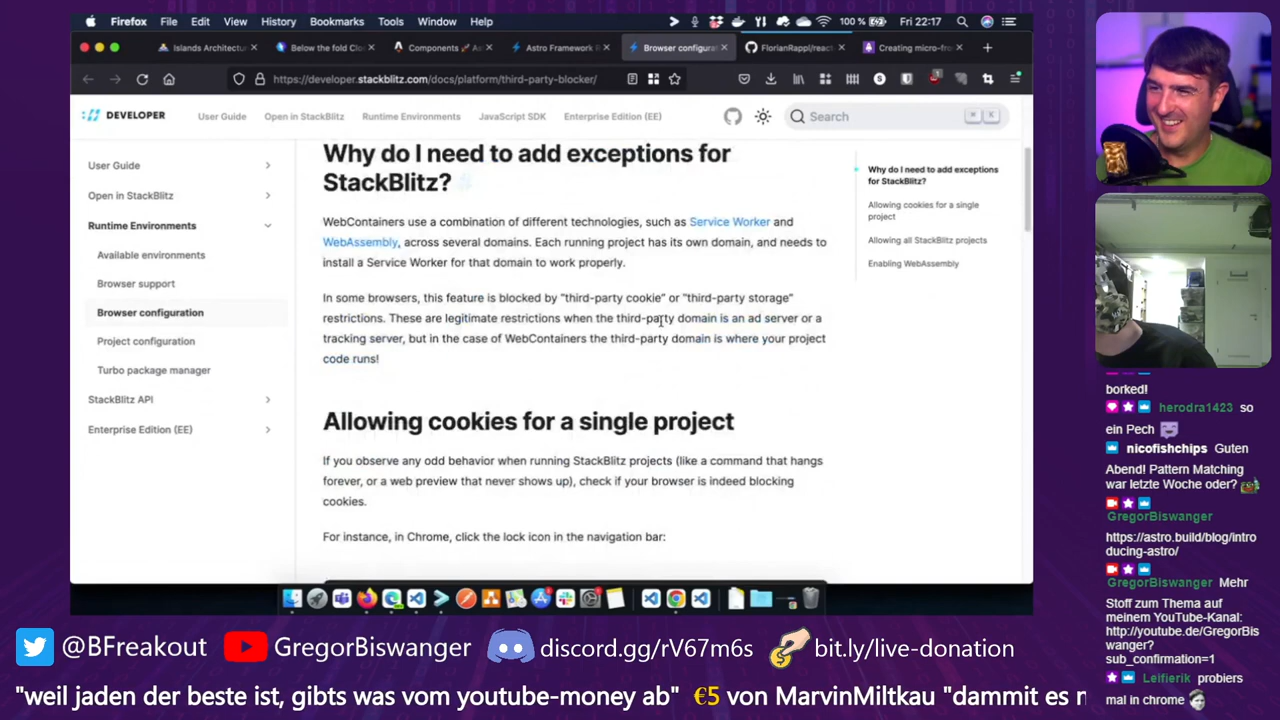 Firefox File Edit View History Bookmarks Tools Window Help
100 % Fri 22:17
Islands Architectur
Below the fold Clo
Components
Astro Framework R
Browser configurat
FlorianRappl/react
Creating micro-fro
https://developer.stackblitz.com/docs/platform/third-party-blocker/
DEVELOPER
User Guide
Open in StackBlitz
Runtime Environments
JavaScript SDK
Enterprise Edition (EE)
Search
K
User Guide
Open in StackBlitz
Runtime Environments
Available environments
Browser support
Browser configuration
Project configuration
Turbo package manager
StackBlitz API
Enterprise Edition (EE)
Why do I need to add exceptions for
StackBlitz?
WebContainers use a combination of different technologies, such as Service Worker and
WebAssembly, across several domains. Each running project has its own domain, and needs to
install a Service Worker for that domain to work properly.
In some browsers, this feature is blocked by "third-party cookie" or "third-party storage"
restrictions. These are legitimate restrictions when the third-party domain is an ad server or a
tracking server, but in the case of WebContainers the third-party domain is where your project
code runs!
Allowing cookies for a single project
If you observe any odd behavior when running StackBlitz projects (like a command that hangs
forever, or a web preview that never shows up), check if your browser is indeed blocking
cookies.
For instance, in Chrome, click the lock icon in the navigation bar:
Why do I need to add exceptions
for StackBlitz?
Allowing cookies for a single
project
Allowing all StackBlitz projects
Enabling WebAssembly
borked!
herodra1423 so
ein Pech
nicofishchips Guten
Abend! Pattern Matching
war letzte Woche oder?
GregorBiswanger
https://astro.build/blog/intro
ducing-astro/
GregorBiswanger Mehr
Stoff zum Thema auf
meinem YouTube-Kanal:
http://youtube.de/GregorBis
wanger?
sub_confirmation=1
Leifierik probiers
mal in chrome
@BFreakout
GregorBiswanger
discord.gg/rV67m6s
bit.ly/live-donation
"weil jaden der beste ist, gibts was vom youtube-money ab" €5 von MarvinMiltkau "dammit es n